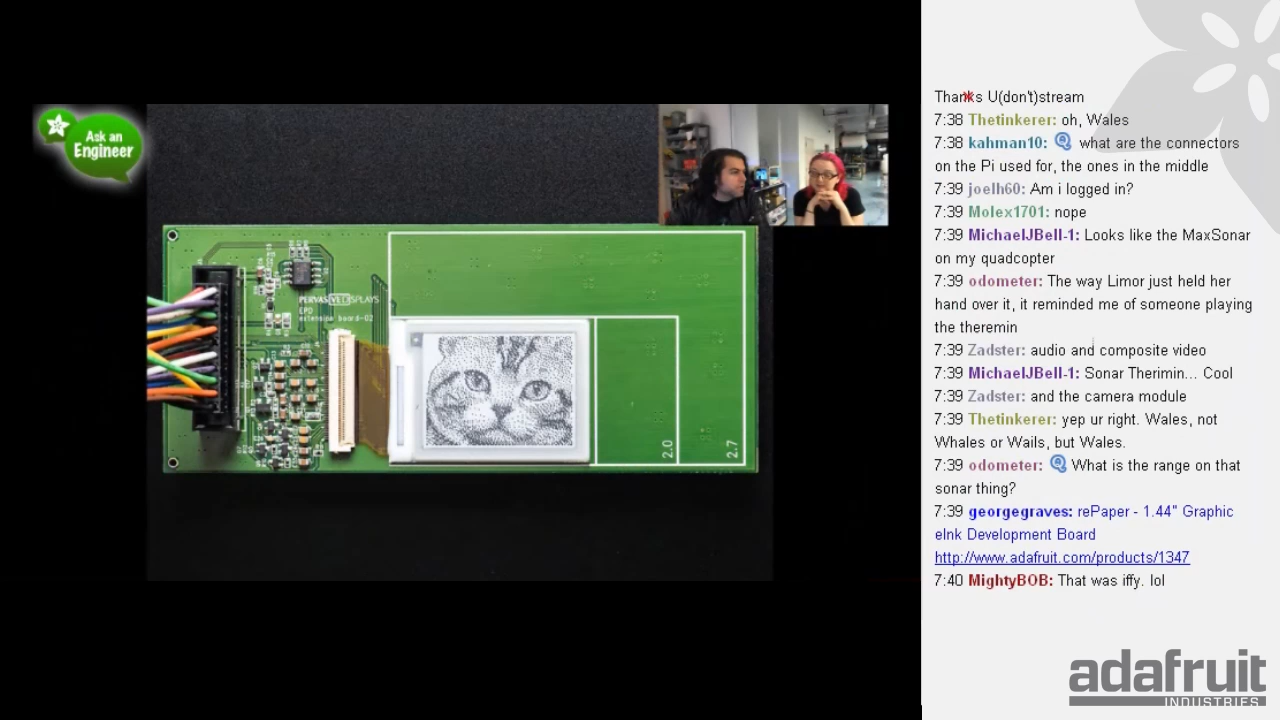 Ask an
Engineer
PERVASIVE DISPLAYS
EPD
extension board-02
2.0
2.7
Thanks U(don't)stream
7:38 Thetinkerer: oh, Wales
7:38 kahman10: Q what are the connectors
on the Pi used for, the ones in the middle
7:39 joelh60: Am i logged in?
7:39 Molex1701: nope
7:39 MichaelJBell-1: Looks like the MaxSonar
on my quadcopter
7:39 odometer: The way Limor just held her
hand over it, it reminded me of someone playing
the theremin
7:39 Zadster: audio and composite video
7:39 MichaelJBell-1: Sonar Therimin... Cool
7:39 Zadster: and the camera module
7:39 Thetinkerer: yep ur right. Wales, not
Whales or Wails, but Wales.
7:39 odometer: Q What is the range on that
sonar thing?
7:39 georgegraves: rePaper - 1.44" Graphic
eInk Development Board
http://www.adafruit.com/products/1347
7:40 MightyBOB: That was iffy. lol
adafruit
INDUSTRIES